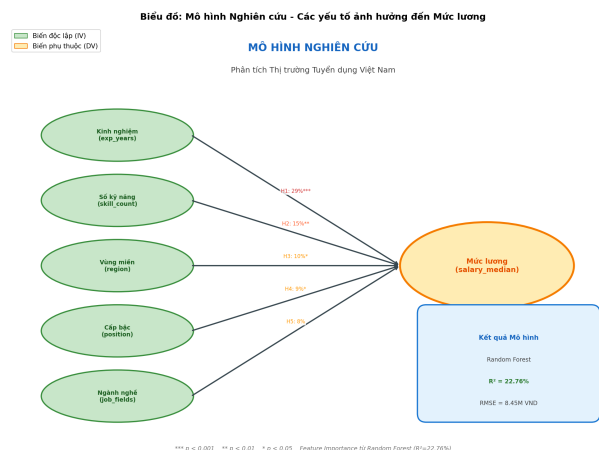 Biểu đồ: Mô hình Nghiên cứu - Các yếu tố ảnh hưởng đến Mức lương
Biến độc lập (IV)
Biến phụ thuộc (DV)
MÔ HÌNH NGHIÊN CỨU
Phân tích Thị trường Tuyển dụng Việt Nam
Kinh nghiệm
(exp_years)
H1: 29%***
Số kỹ năng
(skill_count)
H2: 15%**
Vùng miền
(region)
H3: 10%*
Mức lương
(salary_median)
Cấp bậc
(position)
H4: 9%*
Ngành nghề
(job_fields)
H5: 8%
Kết quả Mô hình
Random Forest
R² = 22.76%
RMSE = 8.45M VND
*** p < 0.001 ** p < 0.01 * p < 0.05 Feature Importance từ Random Forest (R²=22.76%)